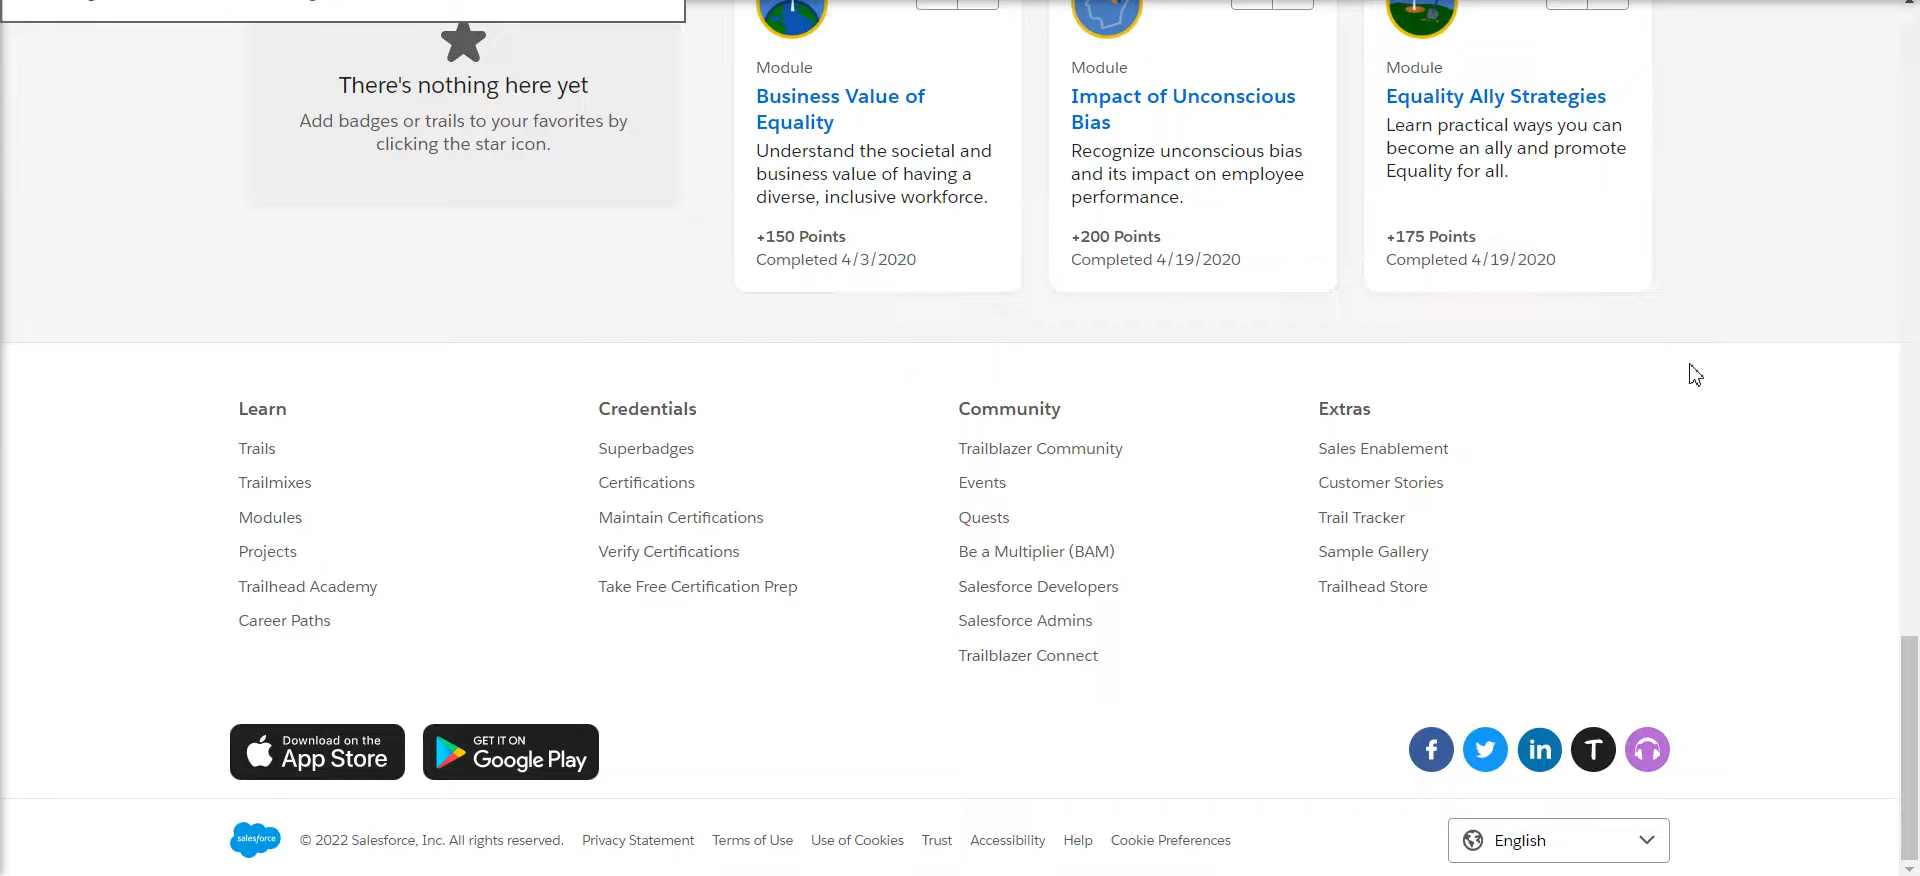 There's nothing here yet
Add badges or trails to your favorites by
clicking the star icon.
Module
Business Value of
Equality
Understand the societal and
business value of having a
diverse, inclusive workforce.
+150 Points
Completed 4/3/2020
Module
Impact of Unconscious
Bias
Recognize unconscious bias
and its impact on employee
performance.
+200 Points
Completed 4/19/2020
Module
Equality Ally Strategies
Learn practical ways you can
become an ally and promote
Equality for all.
+175 Points
Completed 4/19/2020
Learn
Trails
Trailmixes
Modules
Projects
Trailhead Academy
Career Paths
Credentials
Superbadges
Certifications
Maintain Certifications
Verify Certifications
Take Free Certification Prep
Community
Trailblazer Community
Events
Quests
Be a Multiplier (BAM)
Salesforce Developers
Salesforce Admins
Trailblazer Connect
Extras
Sales Enablement
Customer Stories
Trail Tracker
Sample Gallery
Trailhead Store
Download on the
App Store
GET IT ON
Google Play
f
in
T
salesforce
© 2022 Salesforce, Inc. All rights reserved. Privacy Statement Terms of Use Use of Cookies Trust Accessibility Help Cookie Preferences
English